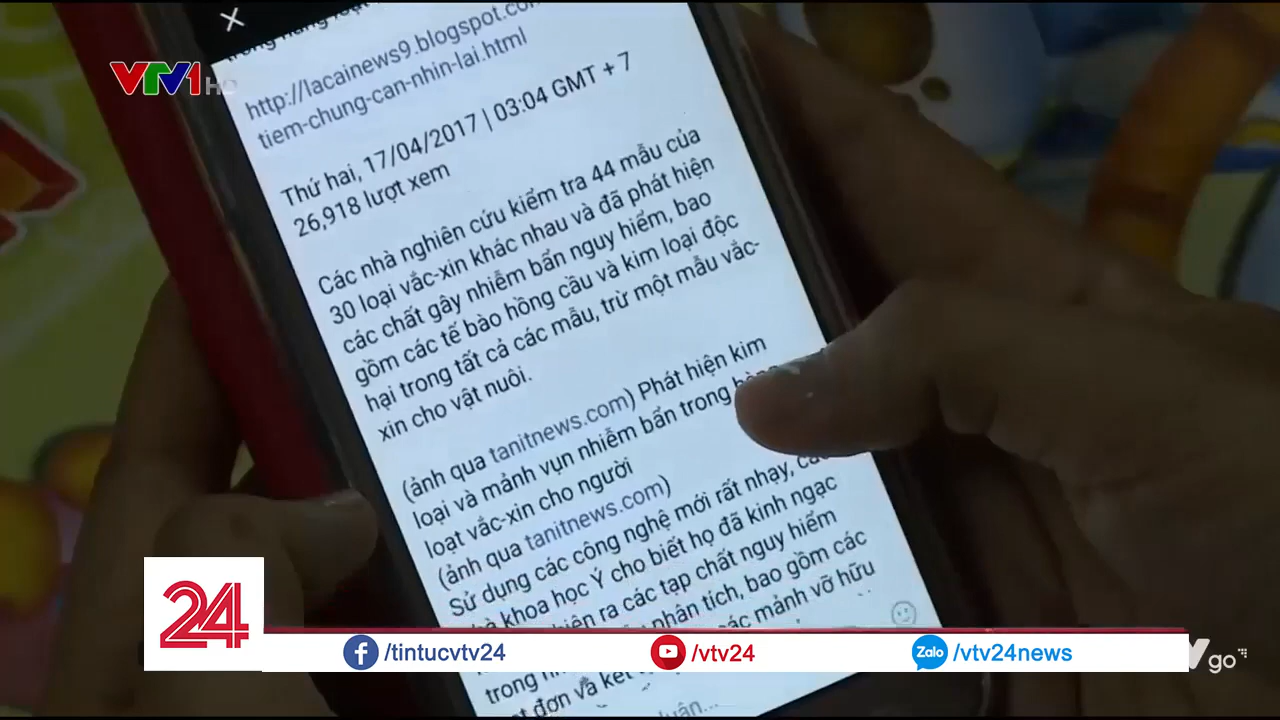 VTV1 HD
http://lacainews9.blogspot.com
tiem-chung-can-nhin-lai.html
Thứ hai, 17/04/2017 | 03:04 GMT + 7
26,918 lượt xem
Các nhà nghiên cứu kiểm tra 44 mẫu của
30 loại vắc-xin khác nhau và đã phát hiện
các chất gây nhiễm bẩn nguy hiểm, bao
gồm các tế bào hồng cầu và kim loại độc
hại trong tất cả các mẫu, trừ một mẫu vắc-
xin cho vật nuôi.
(ảnh qua tanitnews.com) Phát hiện kim
loại và mảnh vụn nhiễm bẩn trong
loạt vắc-xin cho người
(ảnh qua tanitnews.com)
Sử dụng các công nghệ mới rất nhạy,
khoa học Ý cho biết họ đã kinh ngạc
ra các tạp chất nguy hiểm
phân tích, bao gồm các
các mảnh vỡ hữu
trong
đơn và kết
24
/tintucvtv24
/vtv24
Zalo /vtv24news
go